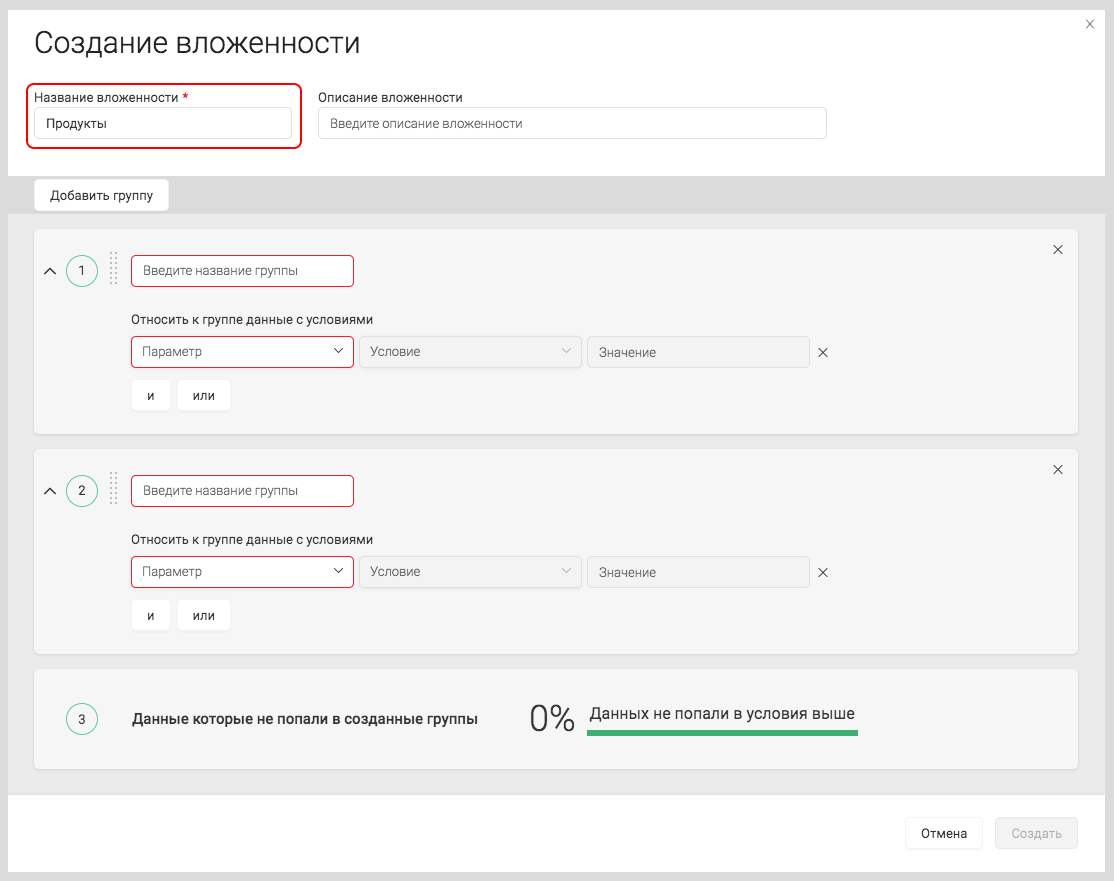 Создание вложенности
Название вложенности * Описание вложенности
Продукты Введите описание вложенности
Добавить группу
1 Введите название группы
Относить к группе данные с условиями
Параметр Условие Значение
и или
2 Введите название группы
Относить к группе данные с условиями
Параметр Условие Значение
и или
3 Данные которые не попали в созданные группы 0% Данных не попали в условия выше
Отмена Создать